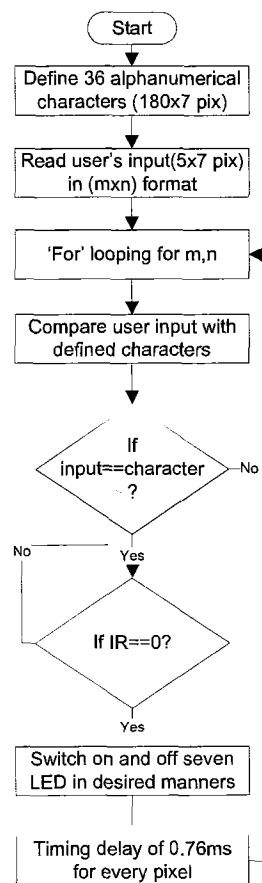 Start
Define 36 alphanumerical
characters (180x7 pix)
Read user's input(5x7 pix)
in (mxn) format
'For' looping for m,n
Compare user input with
defined characters
If
input==character
?
No
Yes
No
If IR==0?
Yes
Switch on and off seven
LED in desired manners
Timing delay of 0.76ms
for every pixel